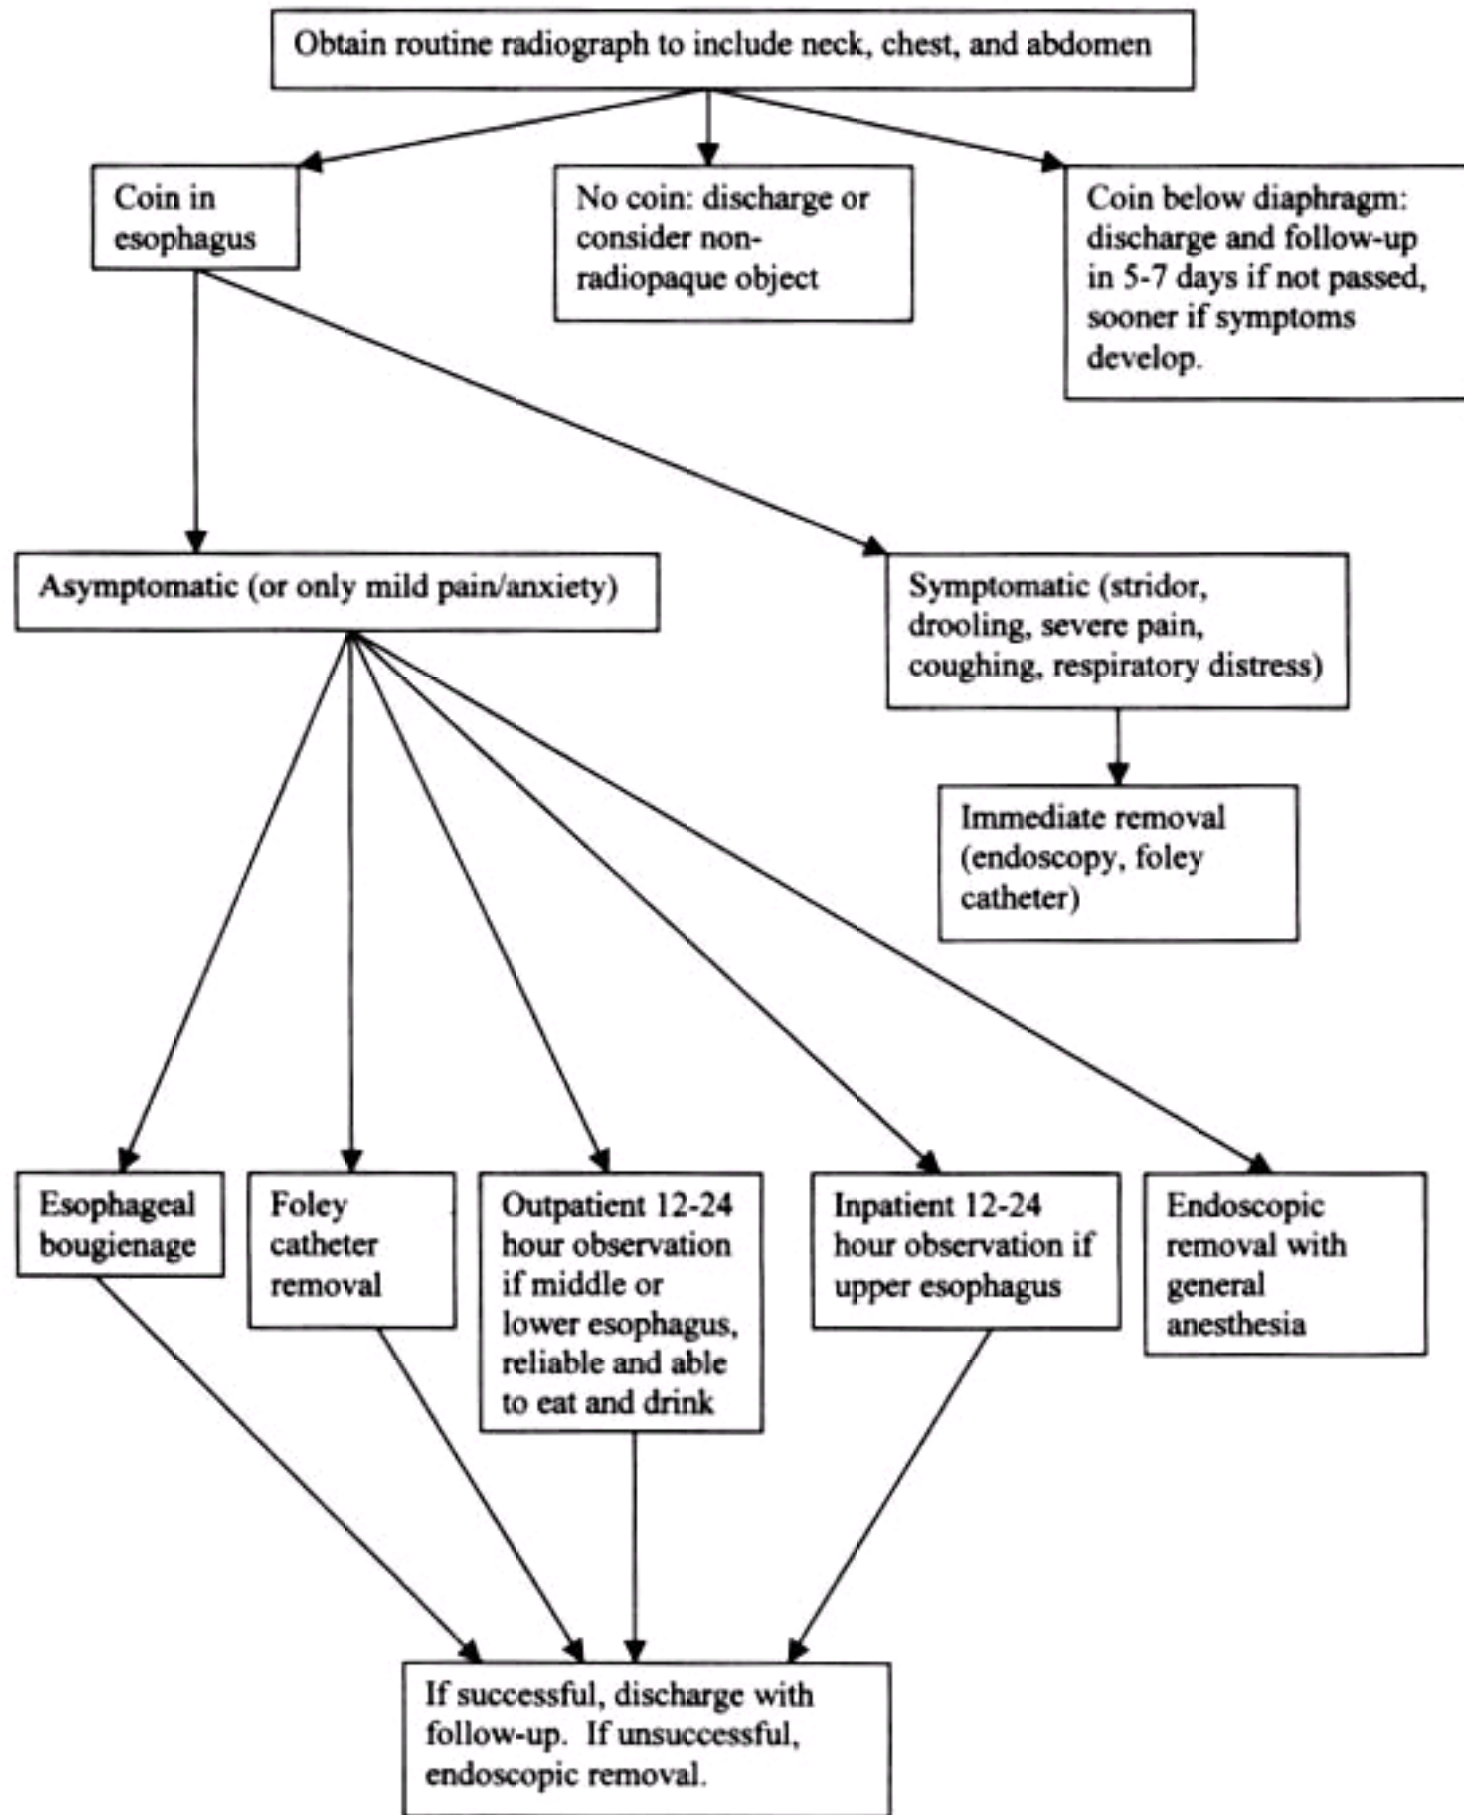 Obtain routine radiograph to include neck, chest, and abdomen
Coin in
esophagus
No coin: discharge or
consider non-
radiopaque object
Coin below diaphragm:
discharge and follow-up
in 5-7 days if not passed,
sooner if symptoms
develop.
Asymptomatic (or only mild pain/anxiety)
Symptomatic (stridor,
drooling, severe pain,
coughing, respiratory distress)
Immediate removal
(endoscopy, foley
catheter)
Esophageal
bougienage
Foley
catheter
removal
Outpatient 12-24
hour observation
if middle or
lower esophagus,
reliable and able
to eat and drink
Inpatient 12-24
hour observation if
upper esophagus
Endoscopic
removal with
general
anesthesia
If successful, discharge with
follow-up.  If unsuccessful,
endoscopic removal.